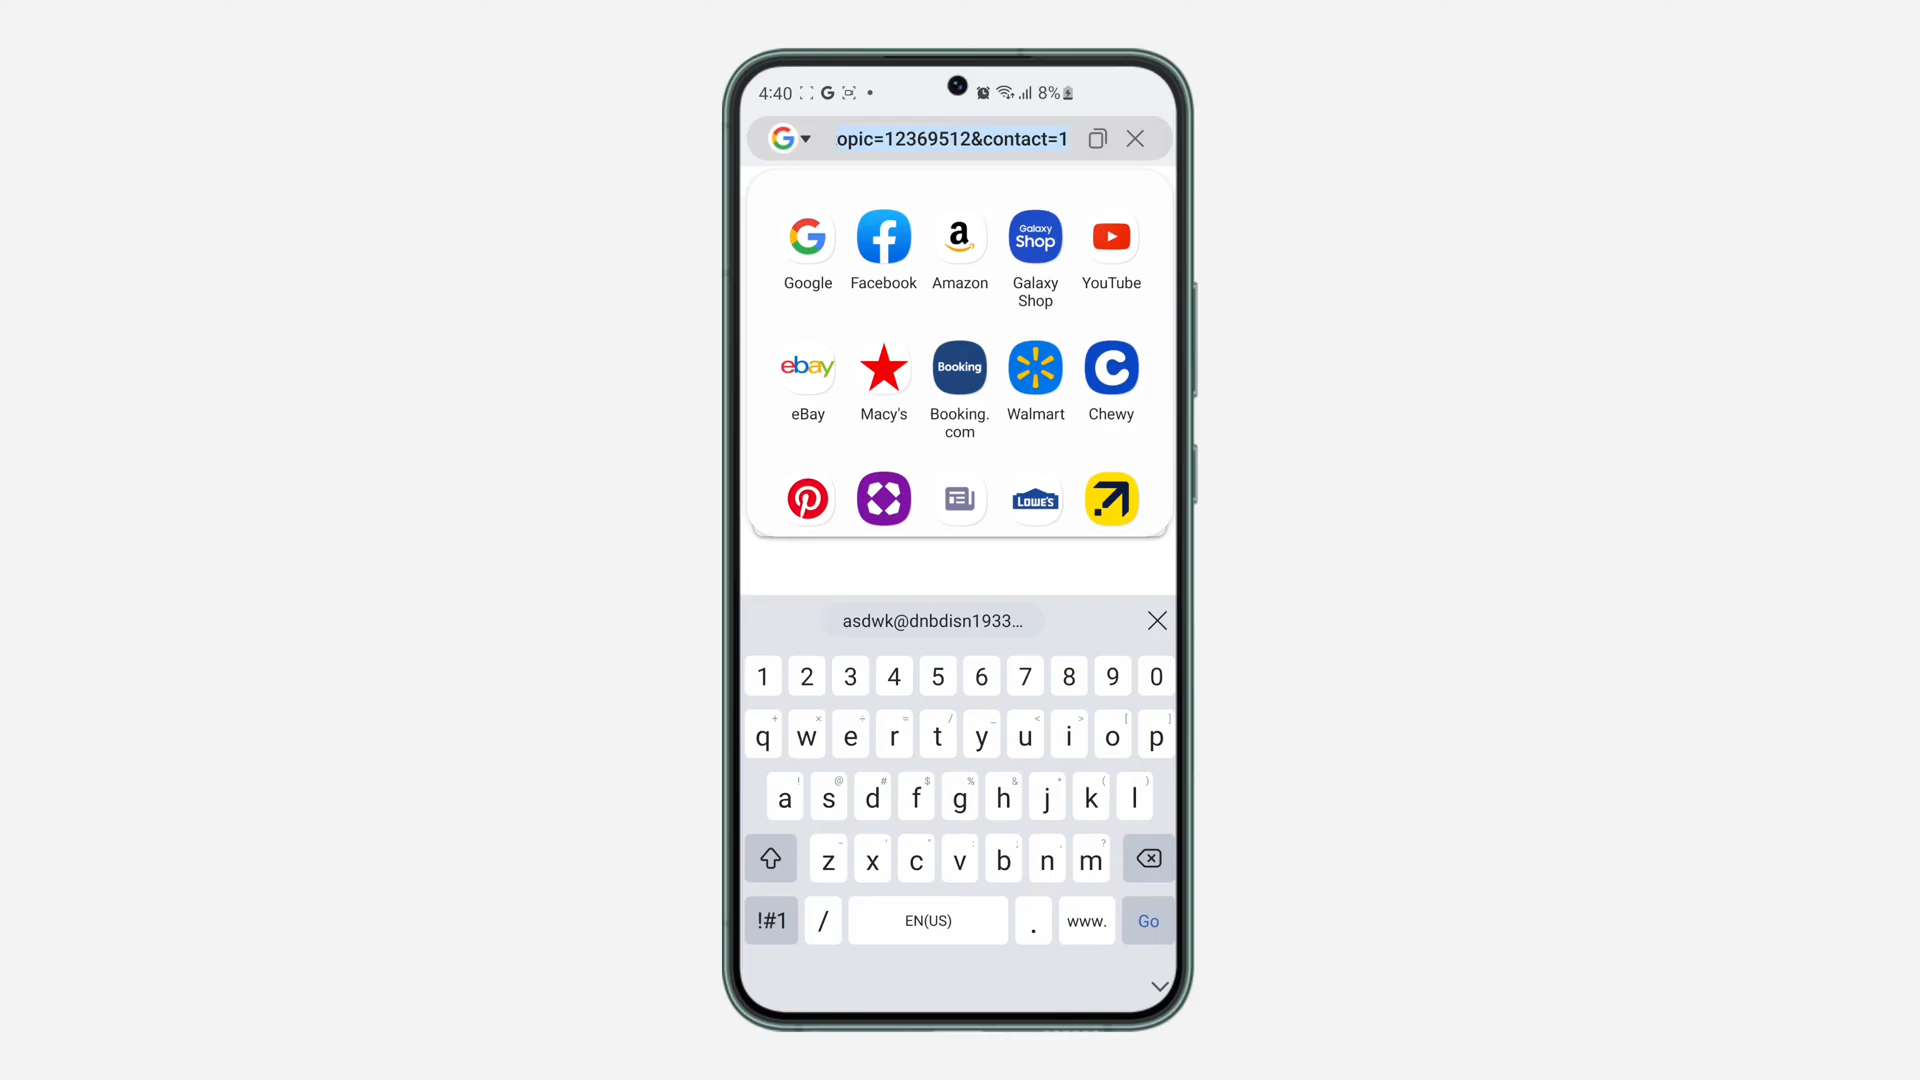 4:40 G 8%
opic=12369512&contact=1
Galaxy Shop
Google Facebook Amazon Galaxy Shop YouTube
ebay Booking
eBay Macy's Booking.com Walmart Chewy
LOWE'S
asdwk@dnbdisn1933...
1 2 3 4 5 6 7 8 9 0
+ × ÷ = / _ < > [ ]
q w e r t y u i o p
! @ # $ % & * ( )
a s d f g h j k l
- ' " : ; , ?
z x c v b n m
!#1 / EN(US) . www. Go